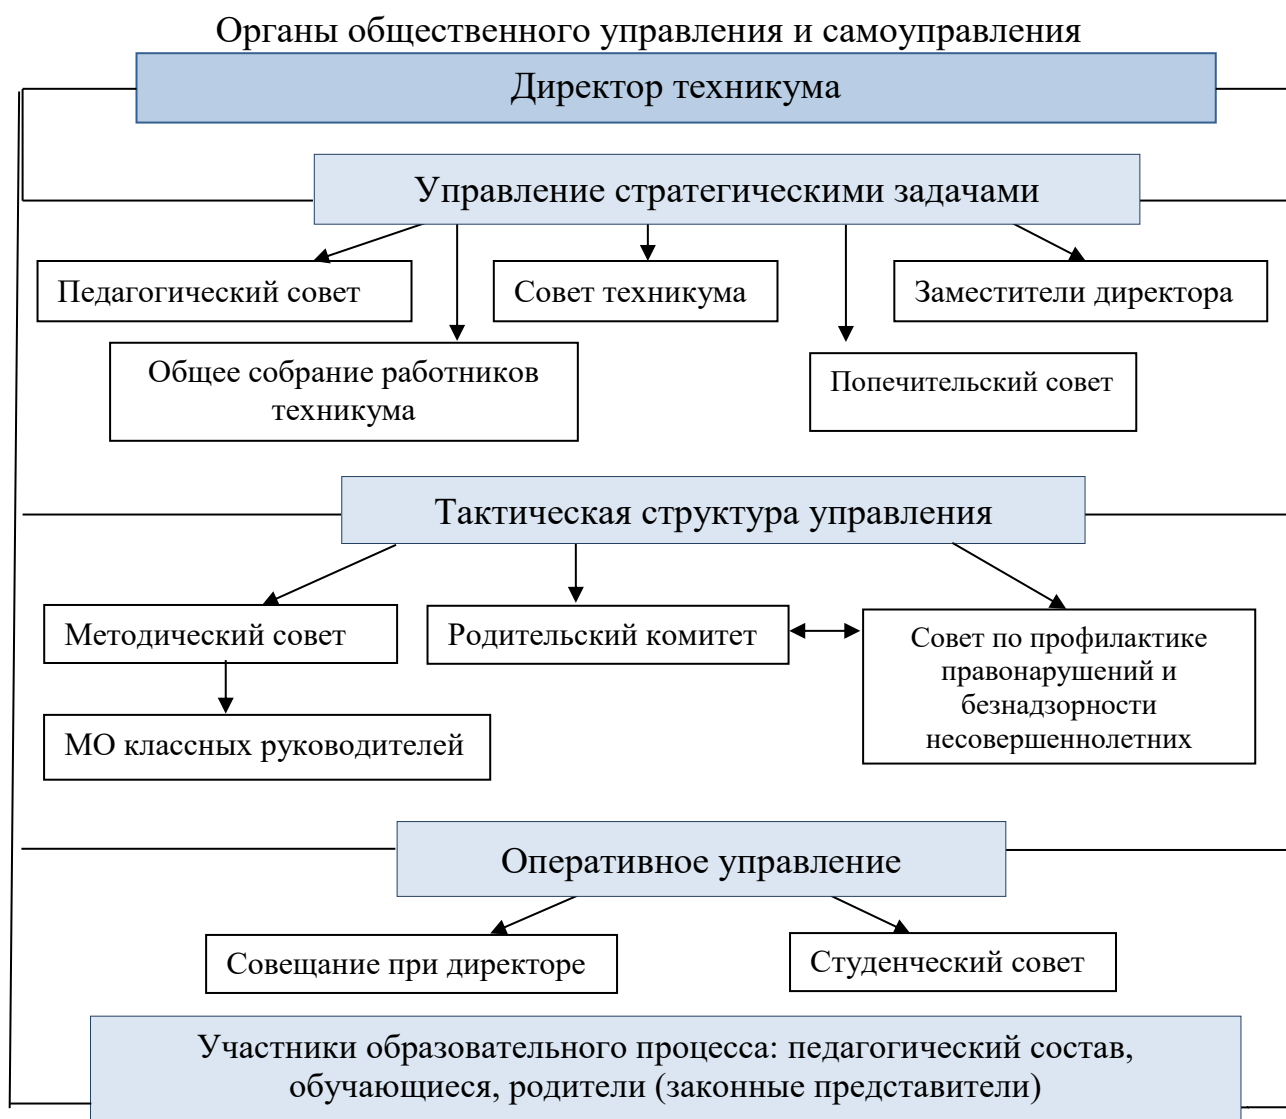 Органы общественного управления и самоуправления
Директор техникума
Управление стратегическими задачами
Педагогический совет
Совет техникума
Заместители директора
Общее собрание работников
техникума
Попечительский совет
Тактическая структура управления
Методический совет
Родительский комитет
Совет по профилактике
правонарушений и
безнадзорности
несовершеннолетних
МО классных руководителей
Оперативное управление
Совещание при директоре
Студенческий совет
Участники образовательного процесса: педагогический состав,
обучающиеся, родители (законные представители)